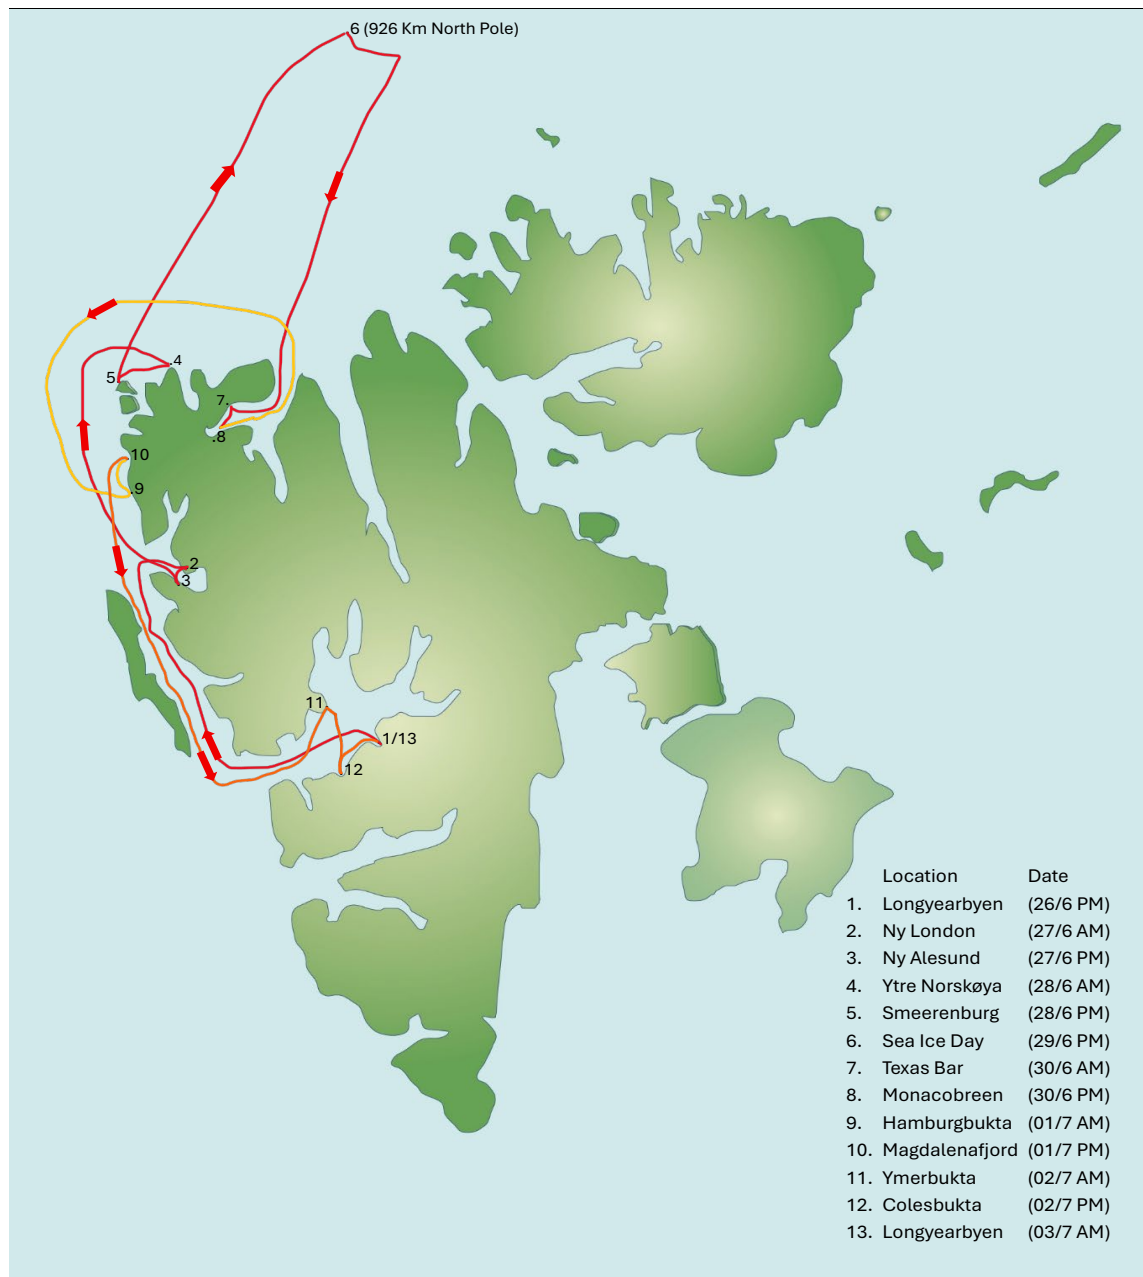 6 (926 Km North Pole)
.4
5
7.
.8
10
.9
2
.3
11.
1/13
12
Location Date
1. Longyearbyen (26/6 PM)
2. Ny London (27/6 AM)
3. Ny Alesund (27/6 PM)
4. Ytre Norskøya (28/6 AM)
5. Smeerenburg (28/6 PM)
6. Sea Ice Day (29/6 PM)
7. Texas Bar (30/6 AM)
8. Monacobreen (30/6 PM)
9. Hamburgbukta (01/7 AM)
10. Magdalenafjord (01/7 PM)
11. Ymerbukta (02/7 AM)
12. Colesbukta (02/7 PM)
13. Longyearbyen (03/7 AM)